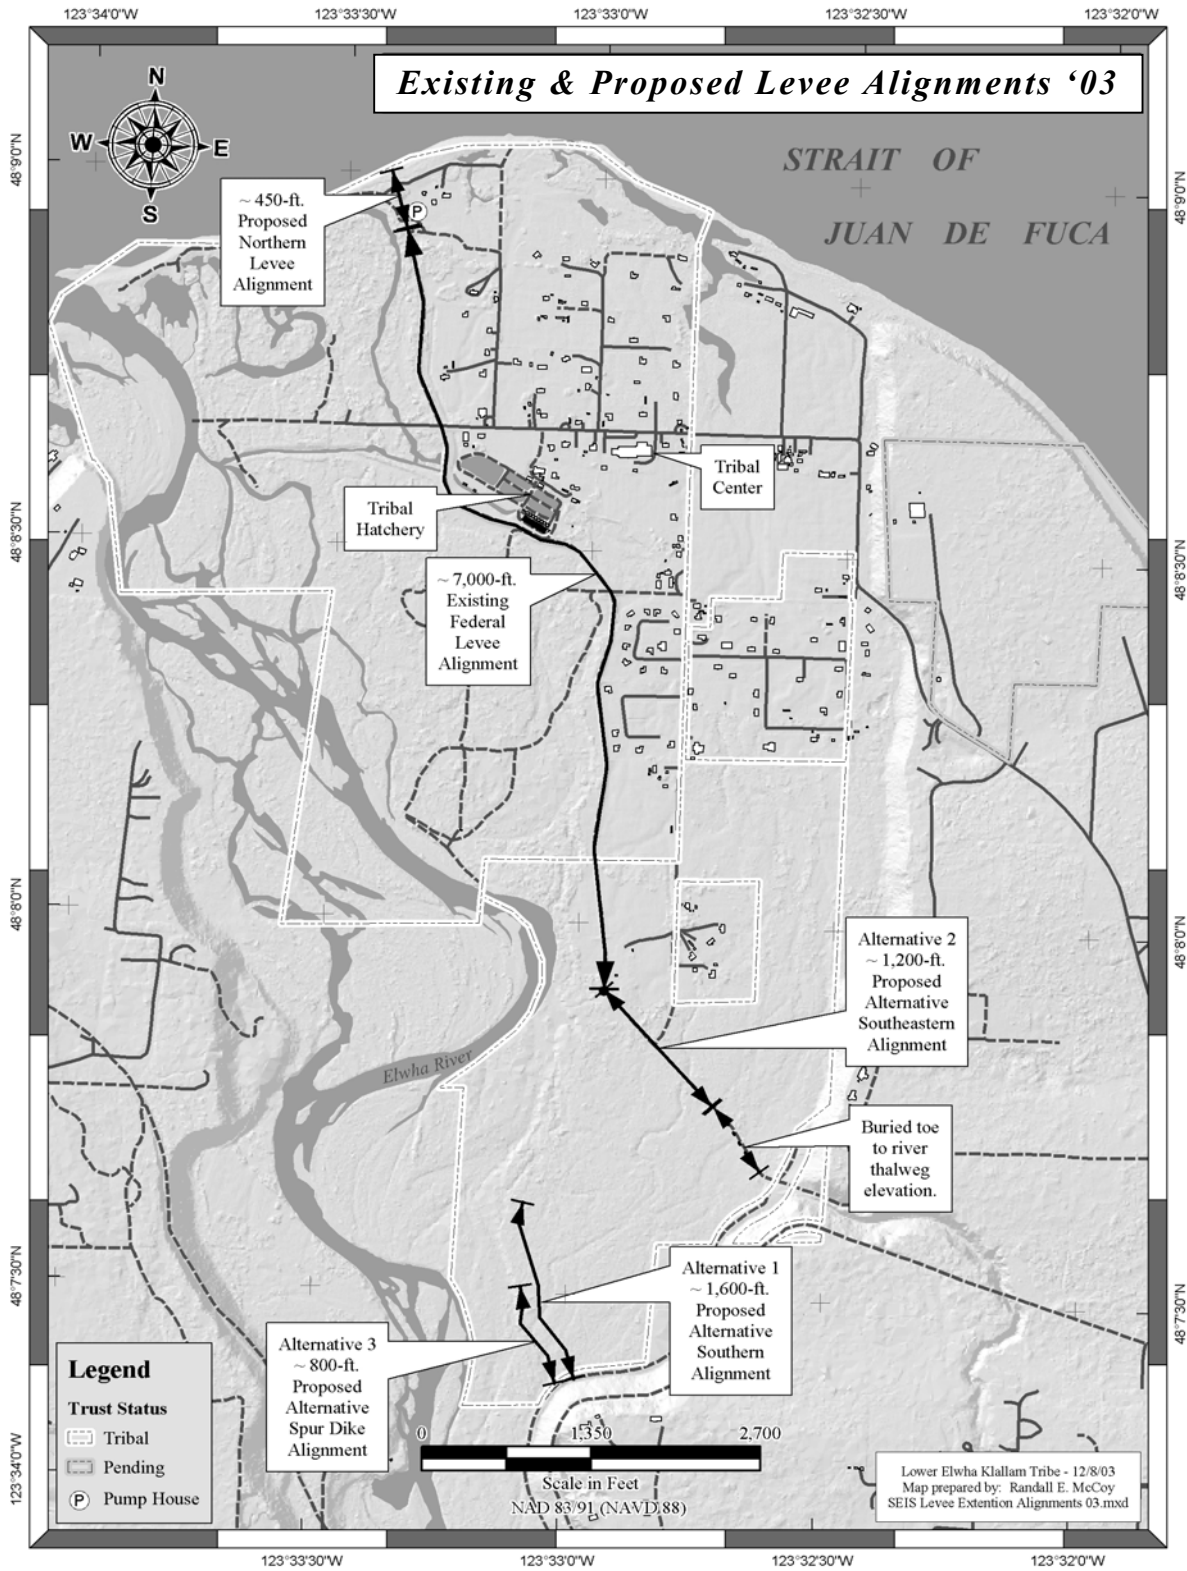 123°34'0"W 123°33'30"W 123°33'0"W 123°32'30"W 123°32'0"W
Existing & Proposed Levee Alignments ‘03
N
W E
S
STRAIT OF
JUAN DE FUCA
48°9'0"N
48°9'0"N
~ 450-ft.
Proposed
Northern
Levee
Alignment
P
Tribal
Center
Tribal
Hatchery
48°8'30"N
48°8'30"N
~ 7,000-ft.
Existing
Federal
Levee
Alignment
48°8'0"N
48°8'0"N
Alternative 2
~ 1,200-ft.
Proposed
Alternative
Southeastern
Alignment
Elwha River
Buried toe
to river
thalweg
elevation.
48°7'30"N
48°7'30"N
Alternative 1
~ 1,600-ft.
Proposed
Alternative
Southern
Alignment
Alternative 3
~ 800-ft.
Proposed
Alternative
Spur Dike
Alignment
Legend
Trust Status
Tribal
Pending
P Pump House
123°34'0"W
0 1,350 2,700
Scale in Feet
NAD 83/91 (NAVD 88)
Lower Elwha Klallam Tribe - 12/8/03
Map prepared by: Randall E. McCoy
SEIS Levee Extention Alignments 03.mxd
123°33'30"W 123°33'0"W 123°32'30"W 123°32'0"W